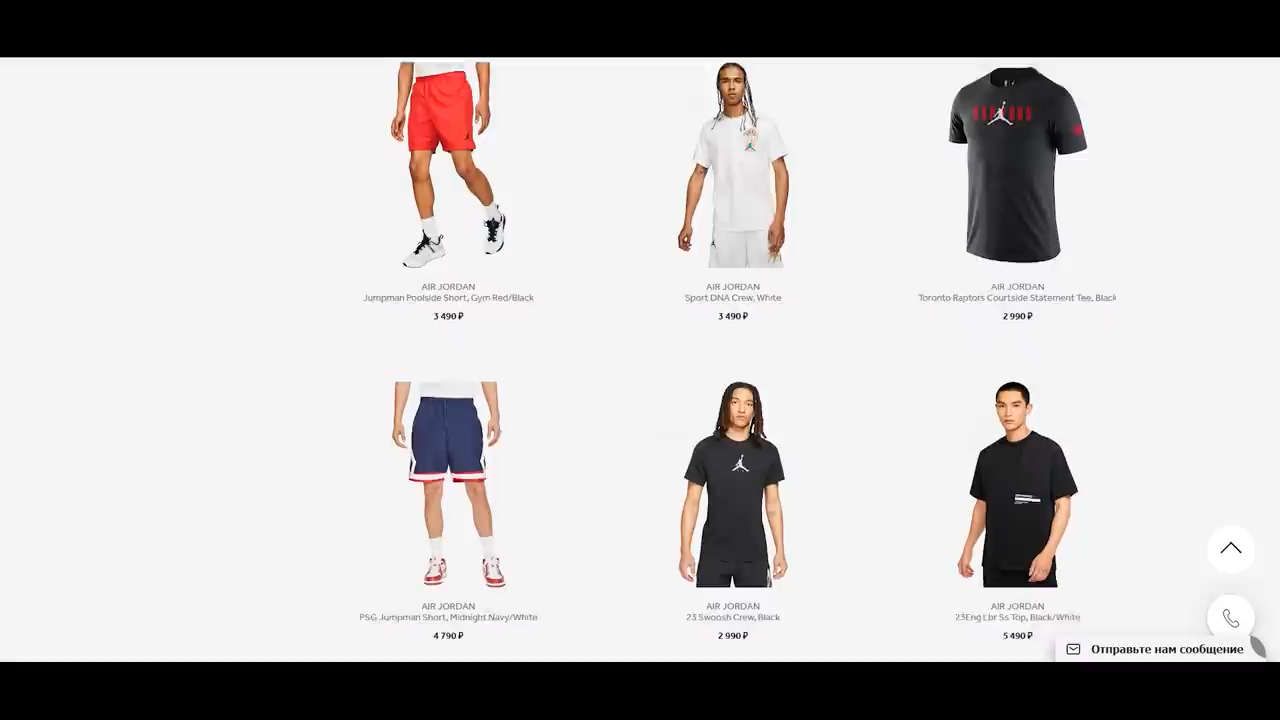 AIR JORDAN
Jumpman Poolside Short, Gym Red/Black
3 490 ₽
AIR JORDAN
Sport DNA Crew, White
3 490 ₽
AIR JORDAN
Toronto Raptors Courtside Statement Tee, Black
2 990 ₽
AIR JORDAN
PSG Jumpman Short, Midnight Navy/White
4 790 ₽
AIR JORDAN
23 Swoosh Crew, Black
2 990 ₽
AIR JORDAN
23Eng Lbr Ss Top, Black/White
5 490 ₽
Отправьте нам сообщение